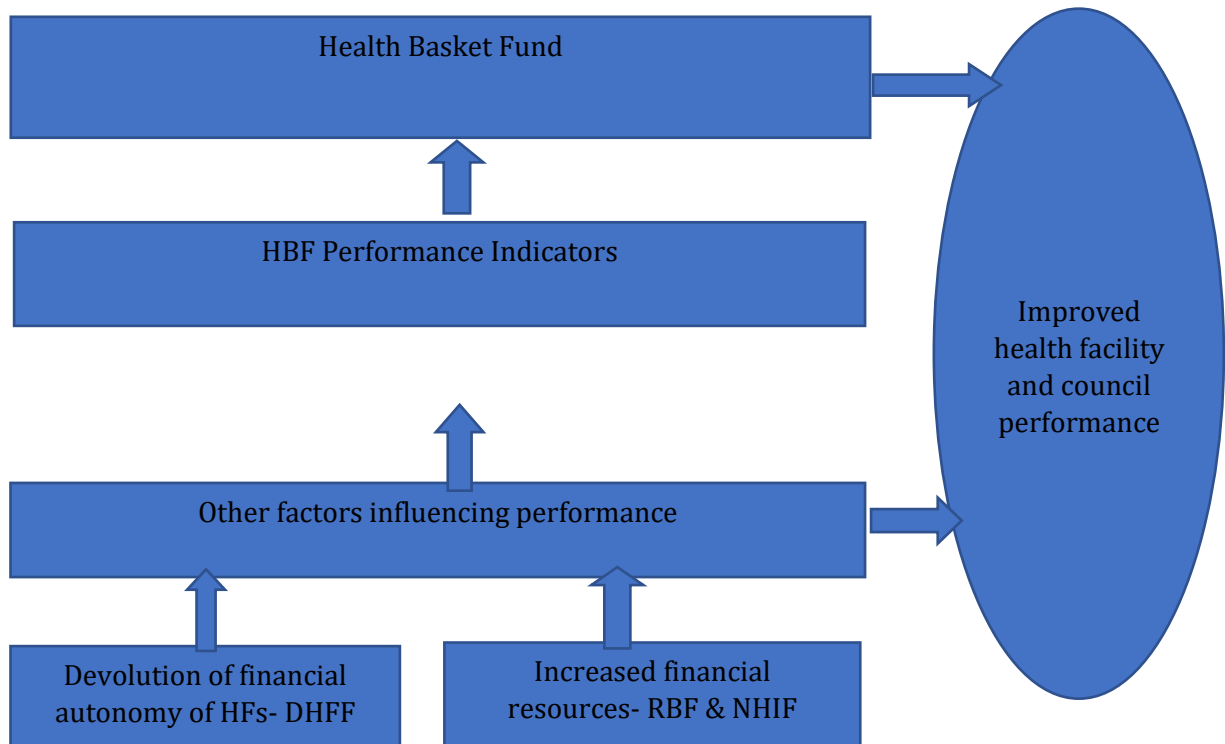 Health Basket Fund
HBF Performance Indicators
Improved
health facility
and council
performance
Other factors influencing performance
Devolution of financial
autonomy of HFs- DHFF
Increased financial
resources- RBF & NHIF